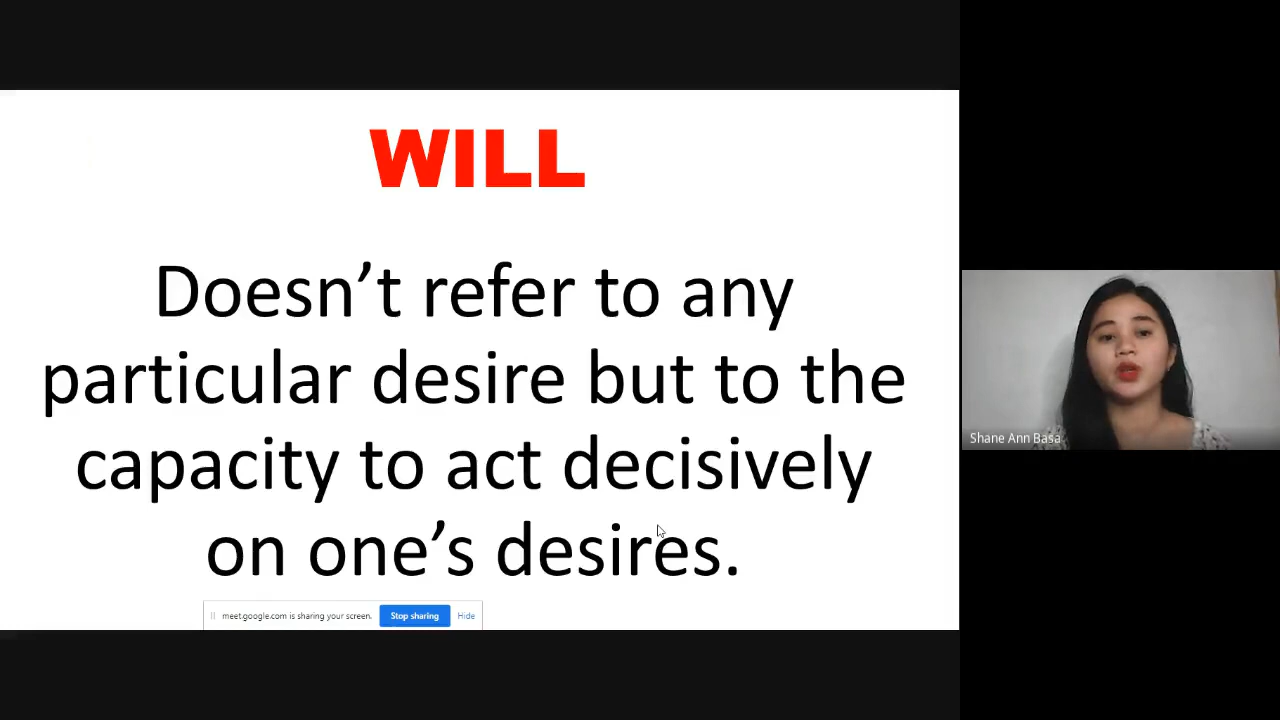 WILL
Doesn't refer to any
particular desire but to the
capacity to act decisively
on one's desires.
meet.google.com is sharing your screen. Stop sharing Hide
Shane Ann Basa